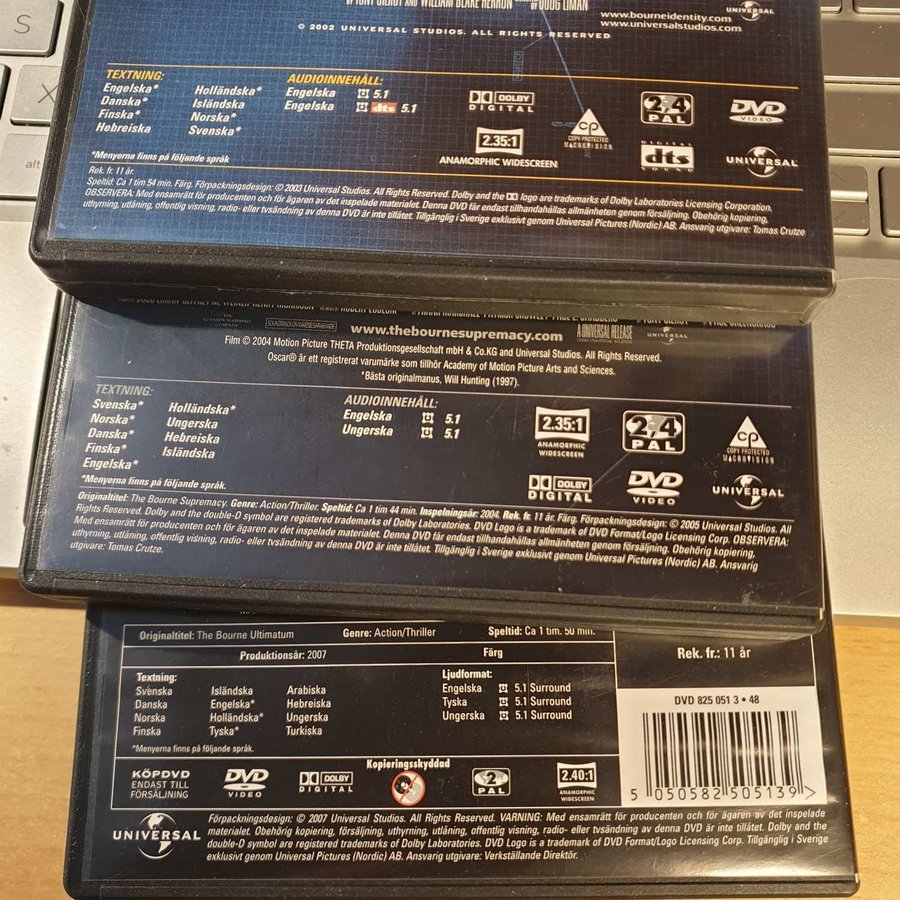 S
X
alt
BY TONY GILROY AND WILLIAM BLAKE HERRON
BY DOUG LIMAN
www.bourneidentity.com
www.universalstudios.com
UNIVERSAL
© 2002 UNIVERSAL STUDIOS. ALL RIGHTS RESERVED
TEXTNING:
Engelska*
Danska*
Finska*
Hebreiska
Holländska*
Isländska
Norska*
Svenska*
*Menyerna finns på följande språk
AUDIOINNEHÅLL:
Engelska 5.1
Engelska dts 5.1
DOLBY DIGITAL
2.35:1
ANAMORPHIC WIDESCREEN
CP
COPY PROTECTED
MACROVISION
2,4
PAL
DVD
VIDEO
DIGITAL
dts
SOUND
UNIVERSAL
Rek. fr. 11 år.
Speltid: Ca 1 tim 54 min. Färg. Förpackningsdesign: © 2003 Universal Studios. All Rights Reserved. Dolby and the DD logo are trademarks of Dolby Laboratories Licensing Corporation.
OBSERVERA: Med ensamrätt för producenten och för ägaren av det inspelade materialet. Denna DVD får endast tillhandahållas allmänheten genom försäljning. Obehörig kopiering,
uthyrning, utlåning, offentlig visning, radio- eller tvsändning av denna DVD är inte tillåtet. Tillgänglig i Sverige exklusivt genom Universal Pictures (Nordic) AB. Ansvarig utgivare: Tomas Crutze
www.thebournesupremacy.com
A UNIVERSAL RELEASE
UNIVERSAL
Film © 2004 Motion Picture THETA Produktionsgesellschaft mbH & Co.KG and Universal Studios. All Rights Reserved.
Oscar® är ett registrerat varumärke som tillhör Academy of Motion Picture Arts and Sciences.
*Bästa originalmanus, Will Hunting (1997).
TEXTNING:
Svenska*
Norska*
Danska*
Finska*
Engelska*
Holländska*
Ungerska
Hebreiska
Isländska
*Menyerna finns på följande språk.
AUDIOINNEHÅLL:
Engelska 5.1
Ungerska 5.1
2.35:1
ANAMORPHIC
WIDESCREEN
2,4
PAL
CP
COPY PROTECTED
MACROVISION
DOLBY DIGITAL
DVD
VIDEO
UNIVERSAL
Originaltitel: The Bourne Supremacy. Genre: Action/Thriller. Speltid: Ca 1 tim 44 min. Inspelningsår: 2004. Rek. fr. 11 år. Färg. Förpackningsdesign: © 2005 Universal Studios. All
Rights Reserved. Dolby and the double-D symbol are registered trademarks of Dolby Laboratories. DVD Logo is a trademark of DVD Format/Logo Licensing Corp. OBSERVERA:
Med ensamrätt för producenten och för ägaren av det inspelade materialet. Denna DVD får endast tillhandahållas allmänheten genom försäljning. Obehörig kopiering,
uthyrning, utlåning, offentlig visning, radio- eller tvsändning av denna DVD är inte tillåtet. Tillgänglig i Sverige exklusivt genom Universal Pictures (Nordic) AB. Ansvarig
utgivare: Tomas Crutze.
Originaltitel: The Bourne Ultimatum
Genre: Action/Thriller
Speltid: Ca 1 tim. 50 min.
Produktionsår: 2007
Färg
Rek. fr.: 11 år
Textning:
Svenska
Danska
Norska
Finska
Isländska
Engelska*
Holländska*
Tyska*
Arabiska
Hebreiska
Ungerska
Turkiska
*Menyerna finns på följande språk.
Ljudformat:
Engelska 5.1 Surround
Tyska 5.1 Surround
Ungerska 5.1 Surround
DVD 825 051 3 • 48
5 050582 505139 >
KÖPDVD
ENDAST TILL
FÖRSÄLJNING
DVD
VIDEO
DOLBY
DIGITAL
Kopieringsskyddad
2
PAL
2.40:1
ANAMORPHIC
WIDESCREEN
UNIVERSAL
Förpackningsdesign: © 2007 Universal Studios. All Rights Reserved. VARNING: Med ensamrätt för producenten och för ägaren av det inspelade
materialet. Obehörig kopiering, försäljning, uthyrning, utlåning, offentlig visning, radio- eller tvsändning av denna DVD är inte tillåtet. Dolby and the
double-D symbol are registered trademarks of Dolby Laboratories. DVD Logo is a trademark of DVD Format/Logo Licensing Corp. Tillgänglig i Sverige
exklusivt genom Universal Pictures (Nordic) AB. Ansvarig utgivare: Verkställande Direktör.